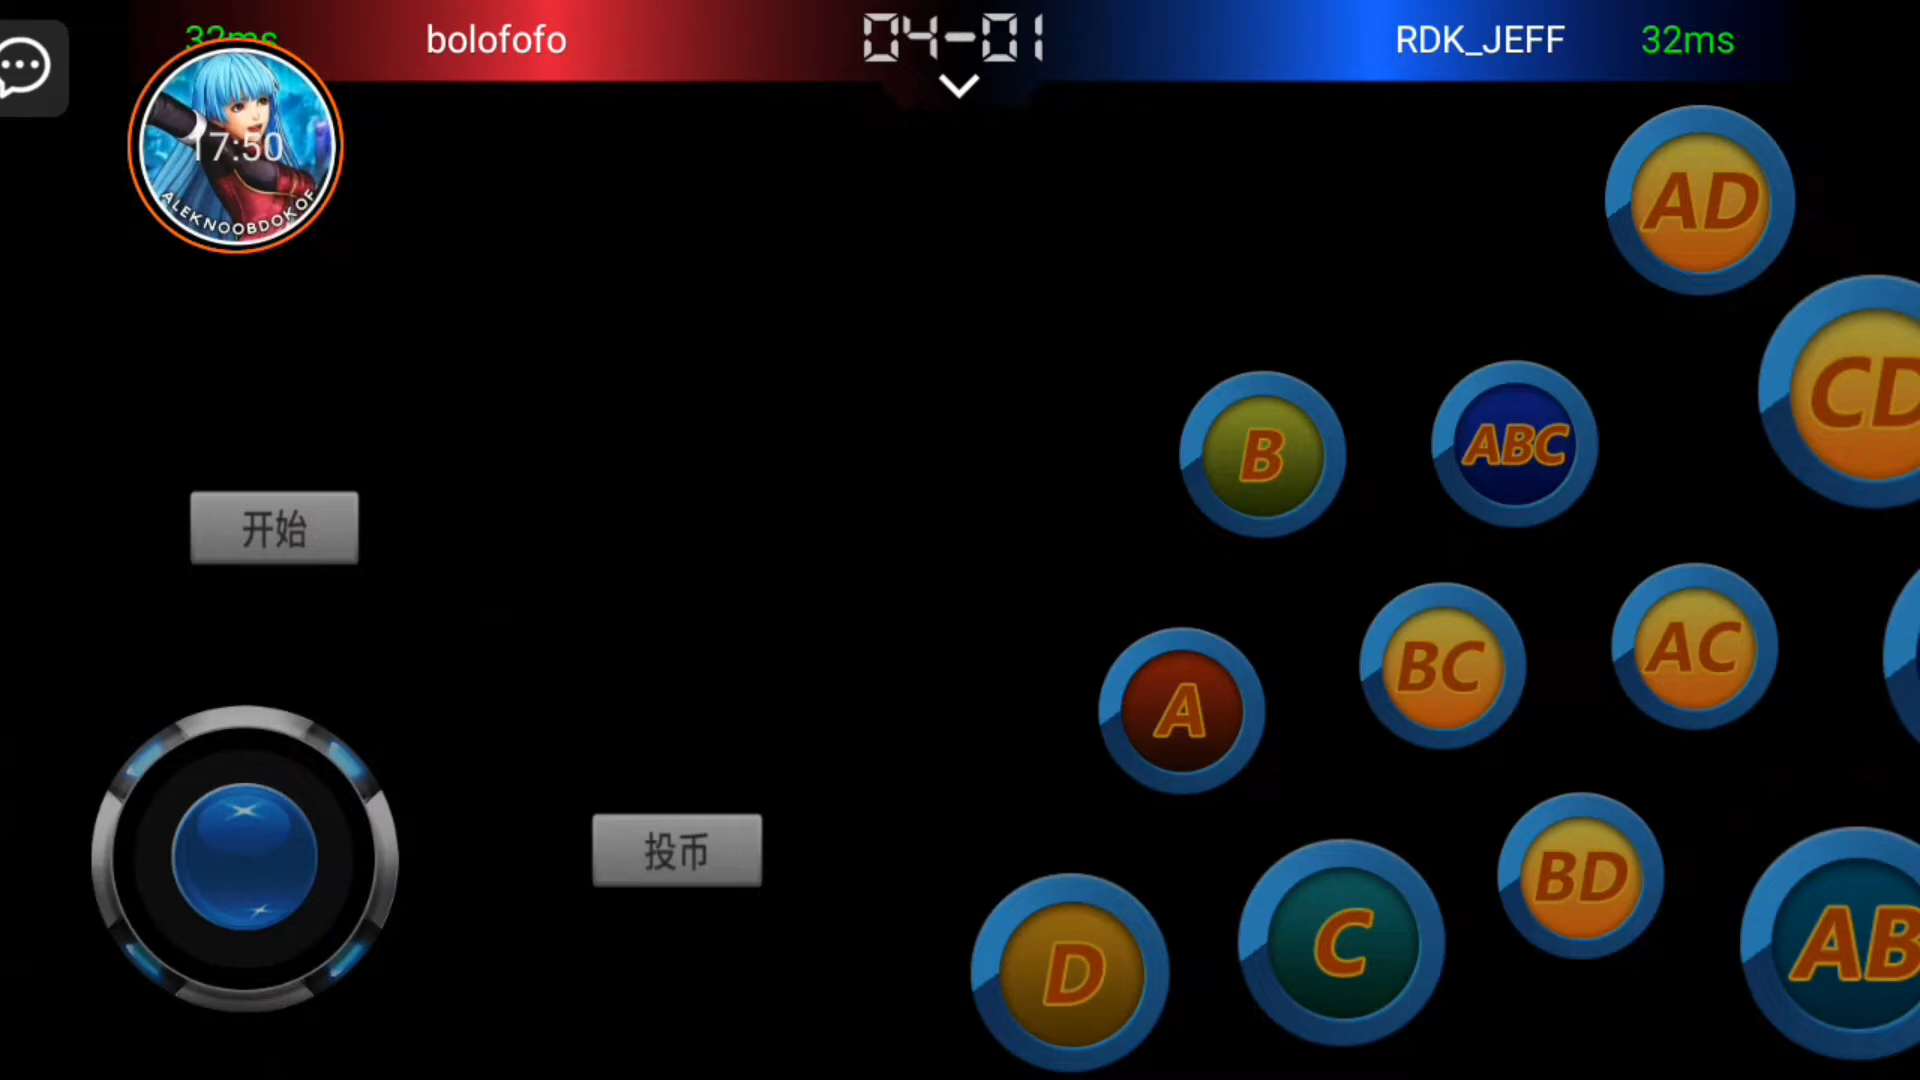 32ms
bolofofo
04-01
RDK_JEFF
32ms
17:50
ALEKNOOBDOKOF
AD
CD
B
ABC
开始
BC
AC
A
投币
BD
AB
C
D